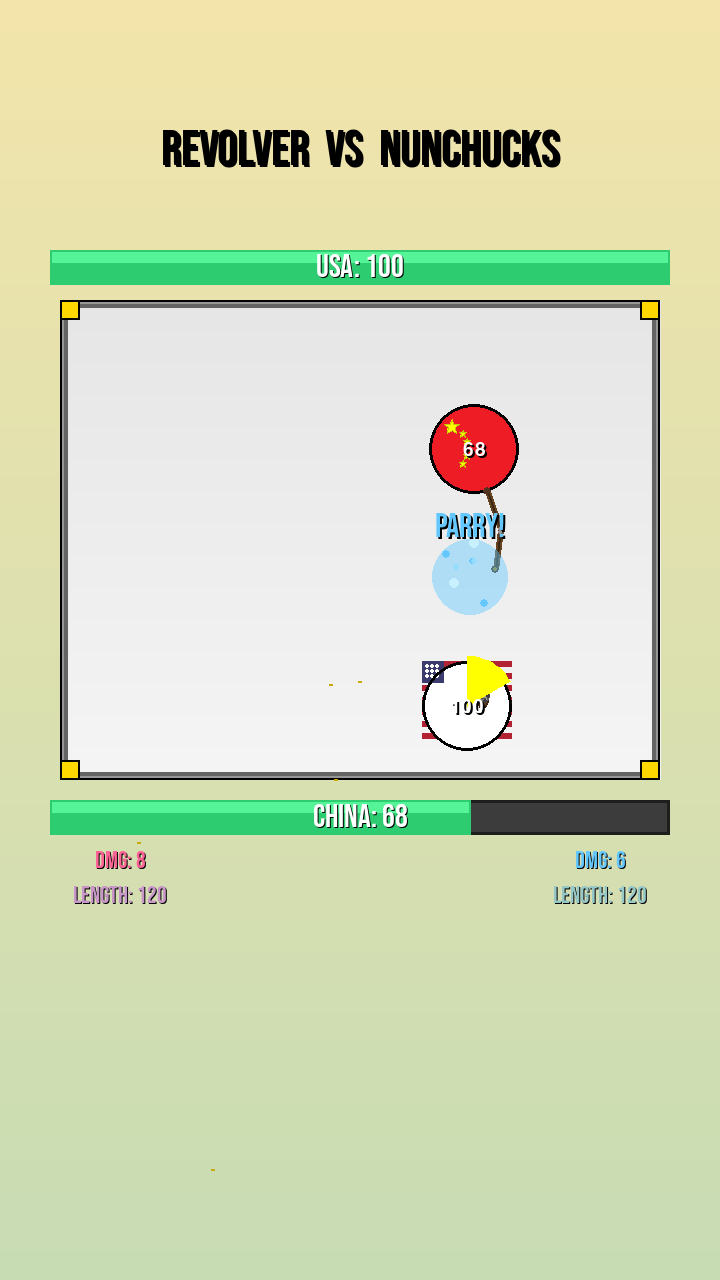 REVOLVER VS NUNCHUCKS
USA: 100
68
PARRY!
100
CHINA: 68
DMG: 8
DMG: 6
LENGTH: 120
LENGTH: 120